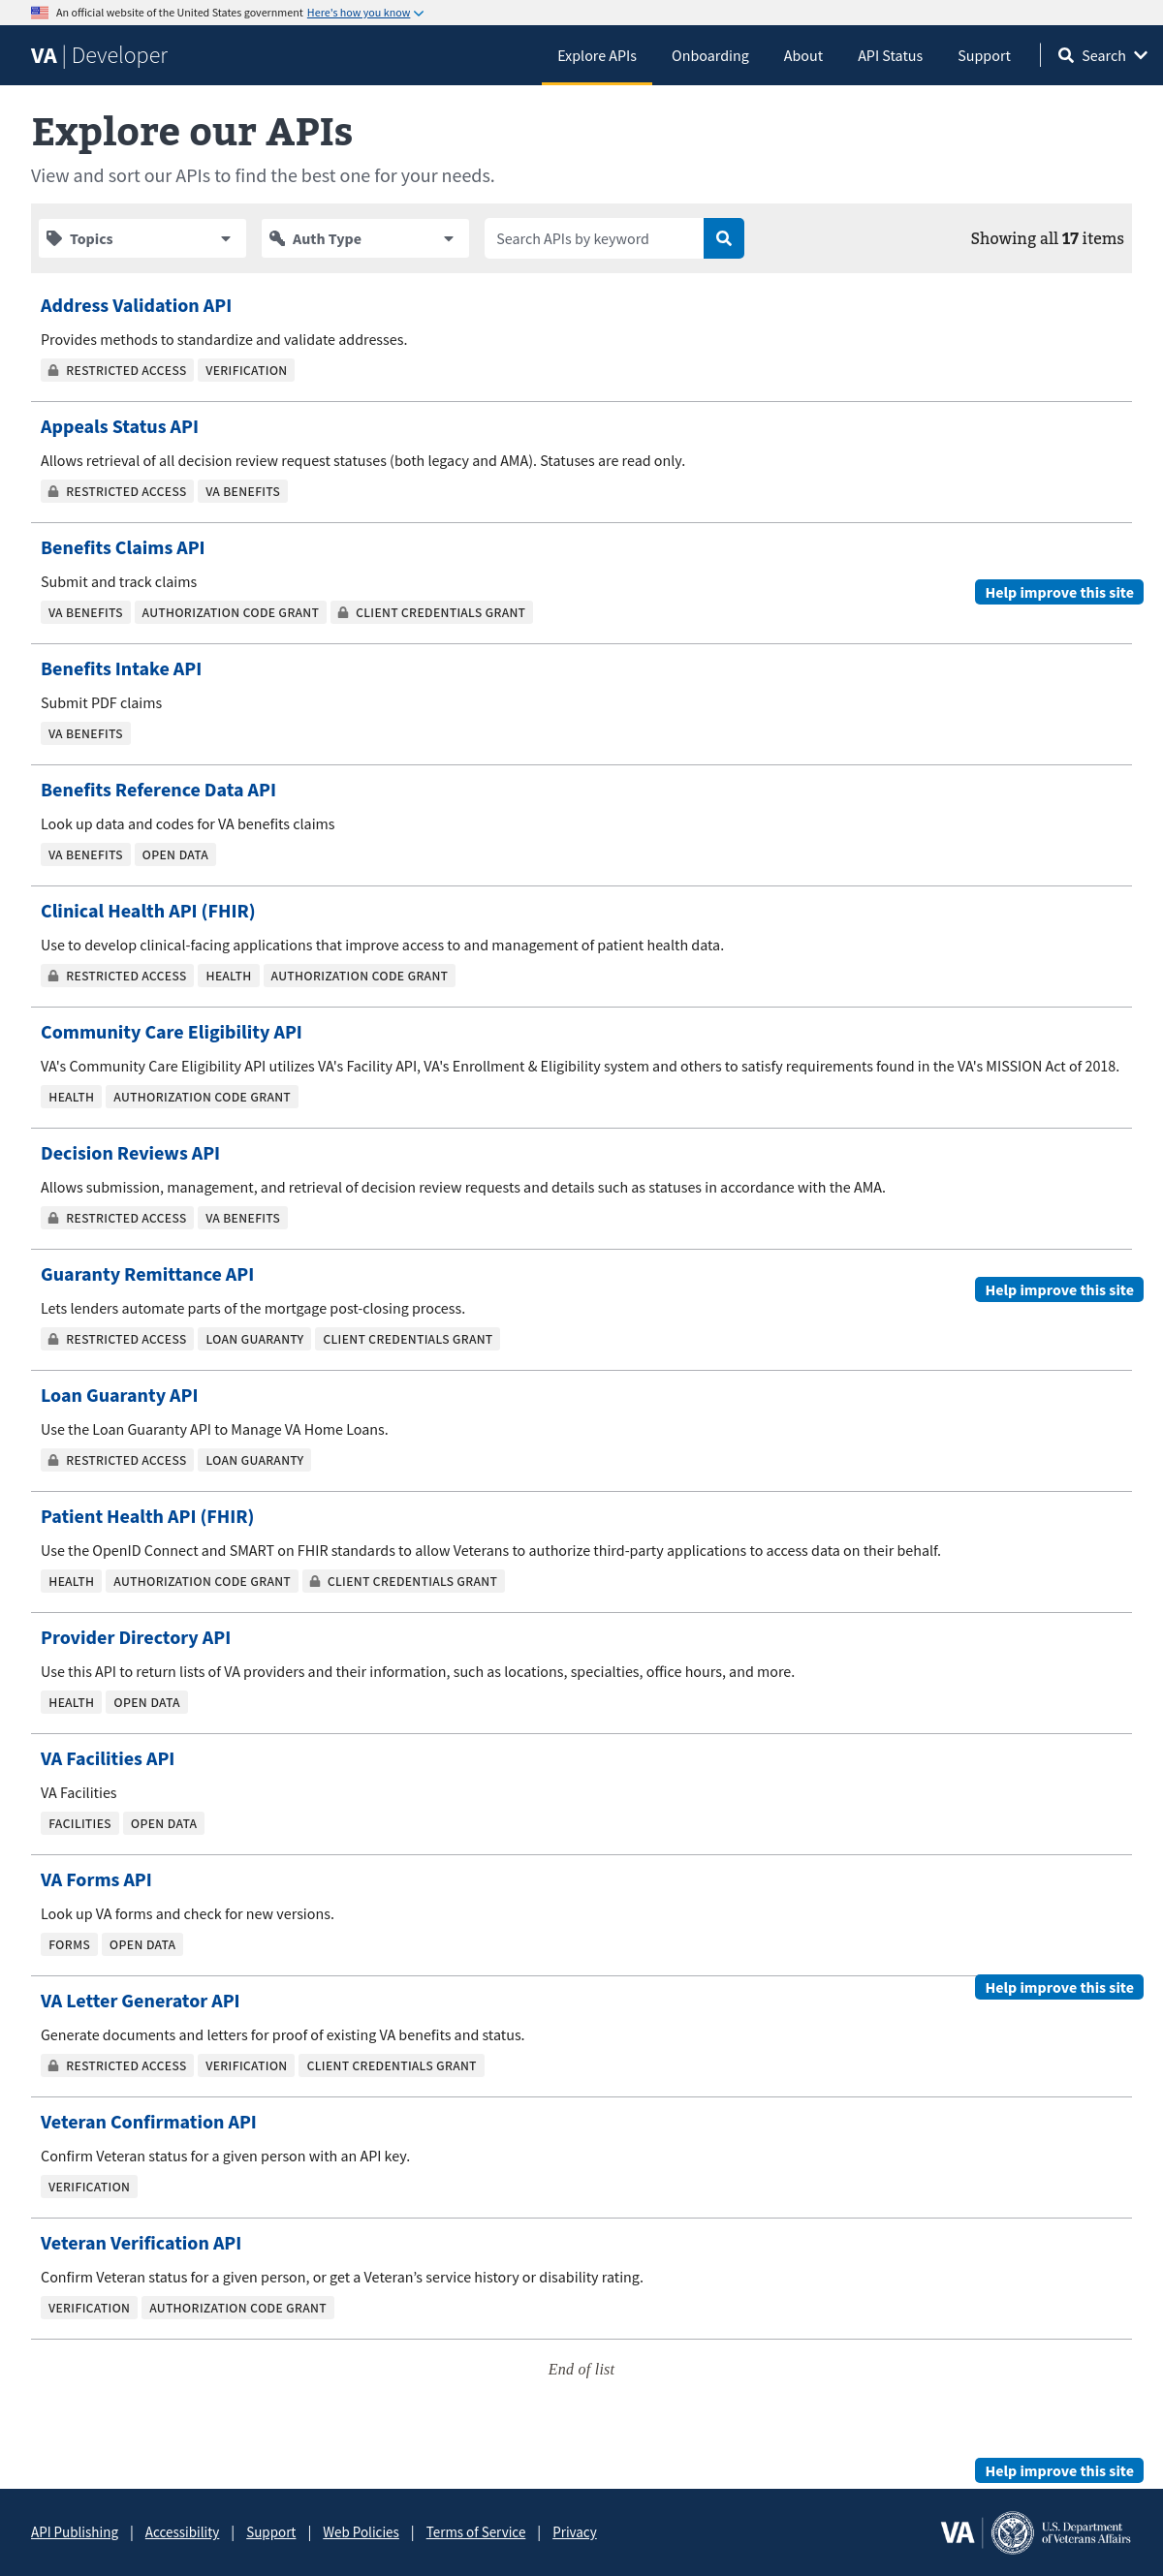 An official website of the United States government Here's how you know
VA | Developer
Explore APIs
Onboarding
About
API Status
Support
Search
Explore our APIs
View and sort our APIs to find the best one for your needs.
Topics
Auth Type
Search APIs by keyword
Showing all 17 items
Address Validation API
Provides methods to standardize and validate addresses.
RESTRICTED ACCESS VERIFICATION
Appeals Status API
Allows retrieval of all decision review request statuses (both legacy and AMA). Statuses are read only.
RESTRICTED ACCESS VA BENEFITS
Benefits Claims API
Submit and track claims
Help improve this site
VA BENEFITS AUTHORIZATION CODE GRANT CLIENT CREDENTIALS GRANT
Benefits Intake API
Submit PDF claims
VA BENEFITS
Benefits Reference Data API
Look up data and codes for VA benefits claims
VA BENEFITS OPEN DATA
Clinical Health API (FHIR)
Use to develop clinical-facing applications that improve access to and management of patient health data.
RESTRICTED ACCESS HEALTH AUTHORIZATION CODE GRANT
Community Care Eligibility API
VA's Community Care Eligibility API utilizes VA's Facility API, VA's Enrollment & Eligibility system and others to satisfy requirements found in the VA's MISSION Act of 2018.
HEALTH AUTHORIZATION CODE GRANT
Decision Reviews API
Allows submission, management, and retrieval of decision review requests and details such as statuses in accordance with the AMA.
RESTRICTED ACCESS VA BENEFITS
Guaranty Remittance API
Help improve this site
Lets lenders automate parts of the mortgage post-closing process.
RESTRICTED ACCESS LOAN GUARANTY CLIENT CREDENTIALS GRANT
Loan Guaranty API
Use the Loan Guaranty API to Manage VA Home Loans.
RESTRICTED ACCESS LOAN GUARANTY
Patient Health API (FHIR)
Use the OpenID Connect and SMART on FHIR standards to allow Veterans to authorize third-party applications to access data on their behalf.
HEALTH AUTHORIZATION CODE GRANT CLIENT CREDENTIALS GRANT
Provider Directory API
Use this API to return lists of VA providers and their information, such as locations, specialties, office hours, and more.
HEALTH OPEN DATA
VA Facilities API
VA Facilities
FACILITIES OPEN DATA
VA Forms API
Look up VA forms and check for new versions.
FORMS OPEN DATA
Help improve this site
VA Letter Generator API
Generate documents and letters for proof of existing VA benefits and status.
RESTRICTED ACCESS VERIFICATION CLIENT CREDENTIALS GRANT
Veteran Confirmation API
Confirm Veteran status for a given person with an API key.
VERIFICATION
Veteran Verification API
Confirm Veteran status for a given person, or get a Veteran’s service history or disability rating.
VERIFICATION AUTHORIZATION CODE GRANT
End of list
Help improve this site
API Publishing | Accessibility | Support | Web Policies | Terms of Service | Privacy
VA
U.S. Department
of Veterans Affairs